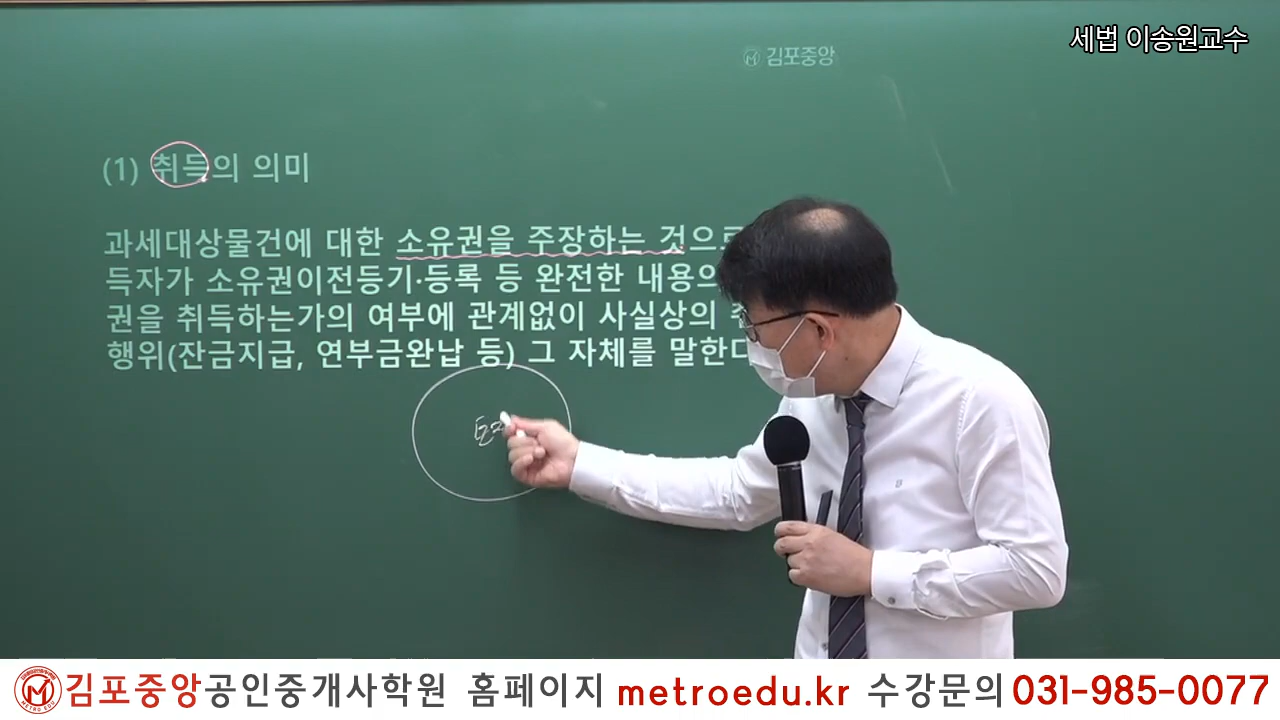 세법 이송원교수
김포중앙
(1) 취득의 의미
과세대상물건에 대한 소유권을 주장하는 것으로
득자가 소유권이전등기·등록 등 완전한 내용의
권을 취득하는가의 여부에 관계없이 사실상의
행위(잔금지급, 연부금완납 등) 그 자체를 말한다
김포중앙공인중개사학원 홈페이지 metroedu.kr 수강문의 031-985-0077